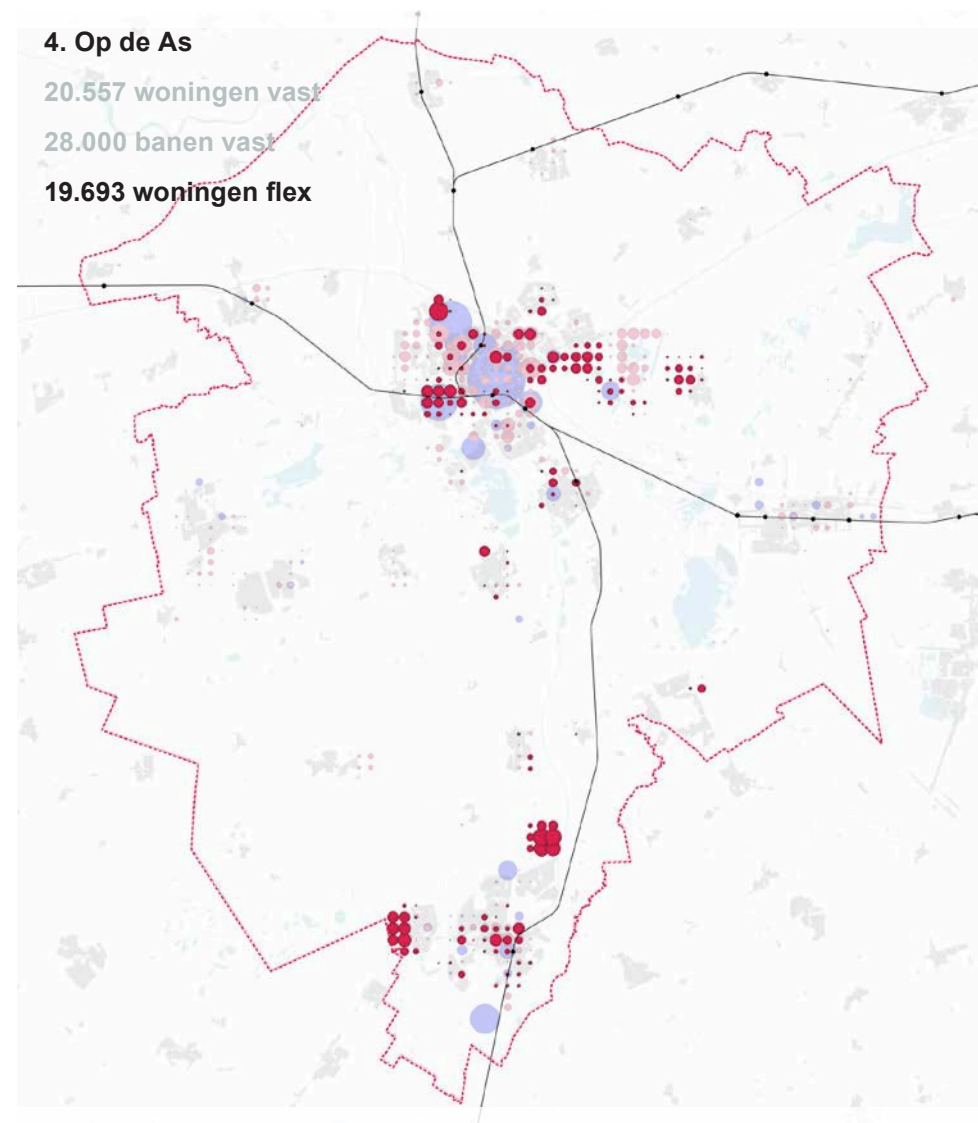 4. Op de As
20.557 woningen vast
28.000 banen vast
19.693 woningen flex